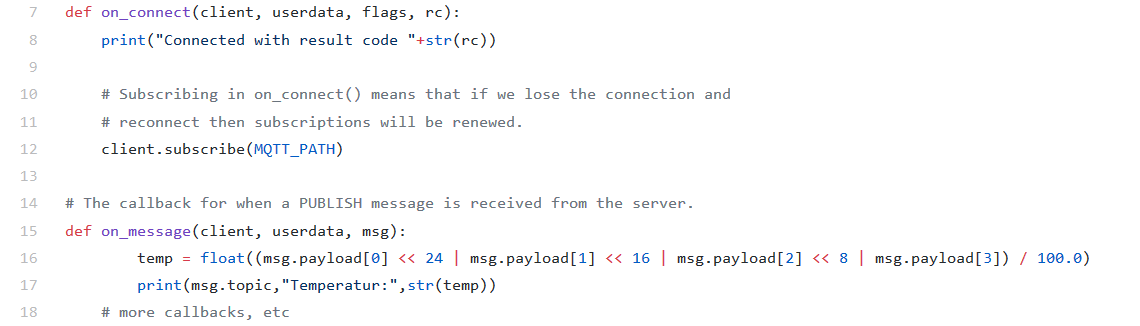 7 def on_connect(client, userdata, flags, rc):
8 print("Connected with result code "+str(rc))
9
10 # Subscribing in on_connect() means that if we lose the connection and
11 # reconnect then subscriptions will be renewed.
12 client.subscribe(MQTT_PATH)
13
14 # The callback for when a PUBLISH message is received from the server.
15 def on_message(client, userdata, msg):
16 temp = float((msg.payload[0] << 24 | msg.payload[1] << 16 | msg.payload[2] << 8 | msg.payload[3]) / 100.0)
17 print(msg.topic,"Temperatur:",str(temp))
18 # more callbacks, etc